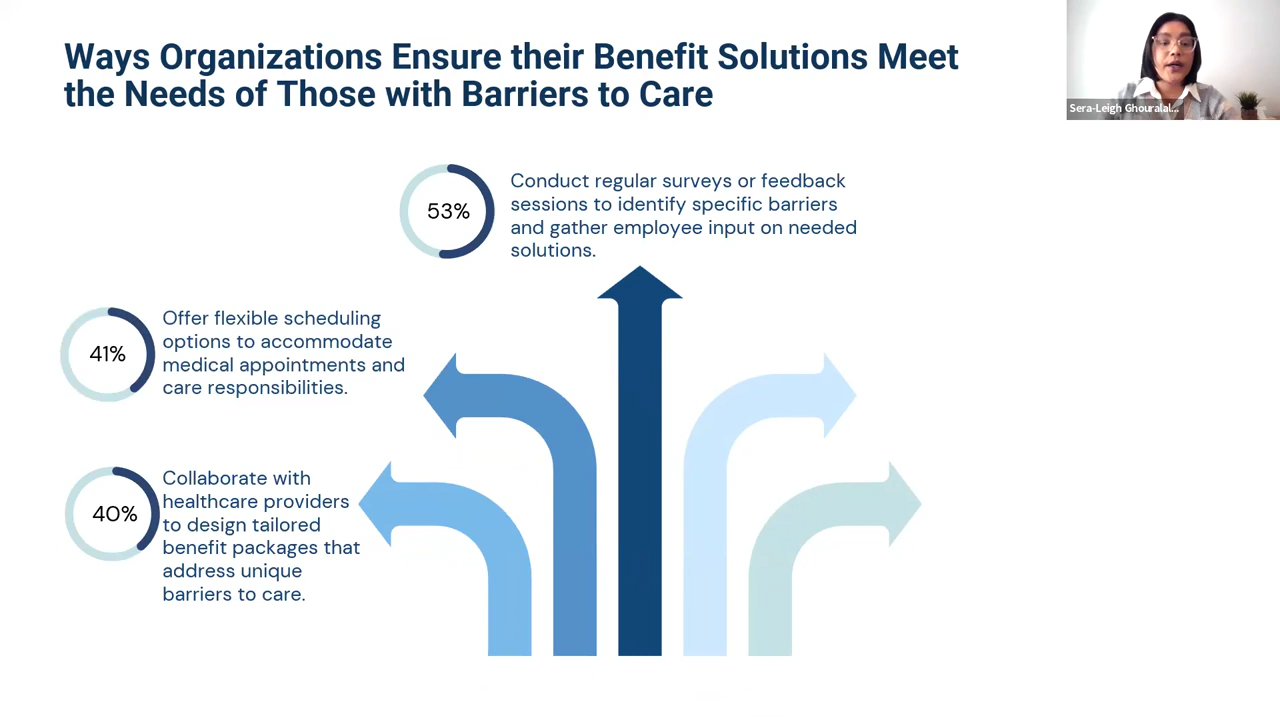 Ways Organizations Ensure their Benefit Solutions Meet
the Needs of Those with Barriers to Care
Sera-Leigh Ghouralal...
53%
Conduct regular surveys or feedback
sessions to identify specific barriers
and gather employee input on needed
solutions.
41%
Offer flexible scheduling
options to accommodate
medical appointments and
care responsibilities.
40%
Collaborate with
healthcare providers
to design tailored
benefit packages that
address unique
barriers to care.